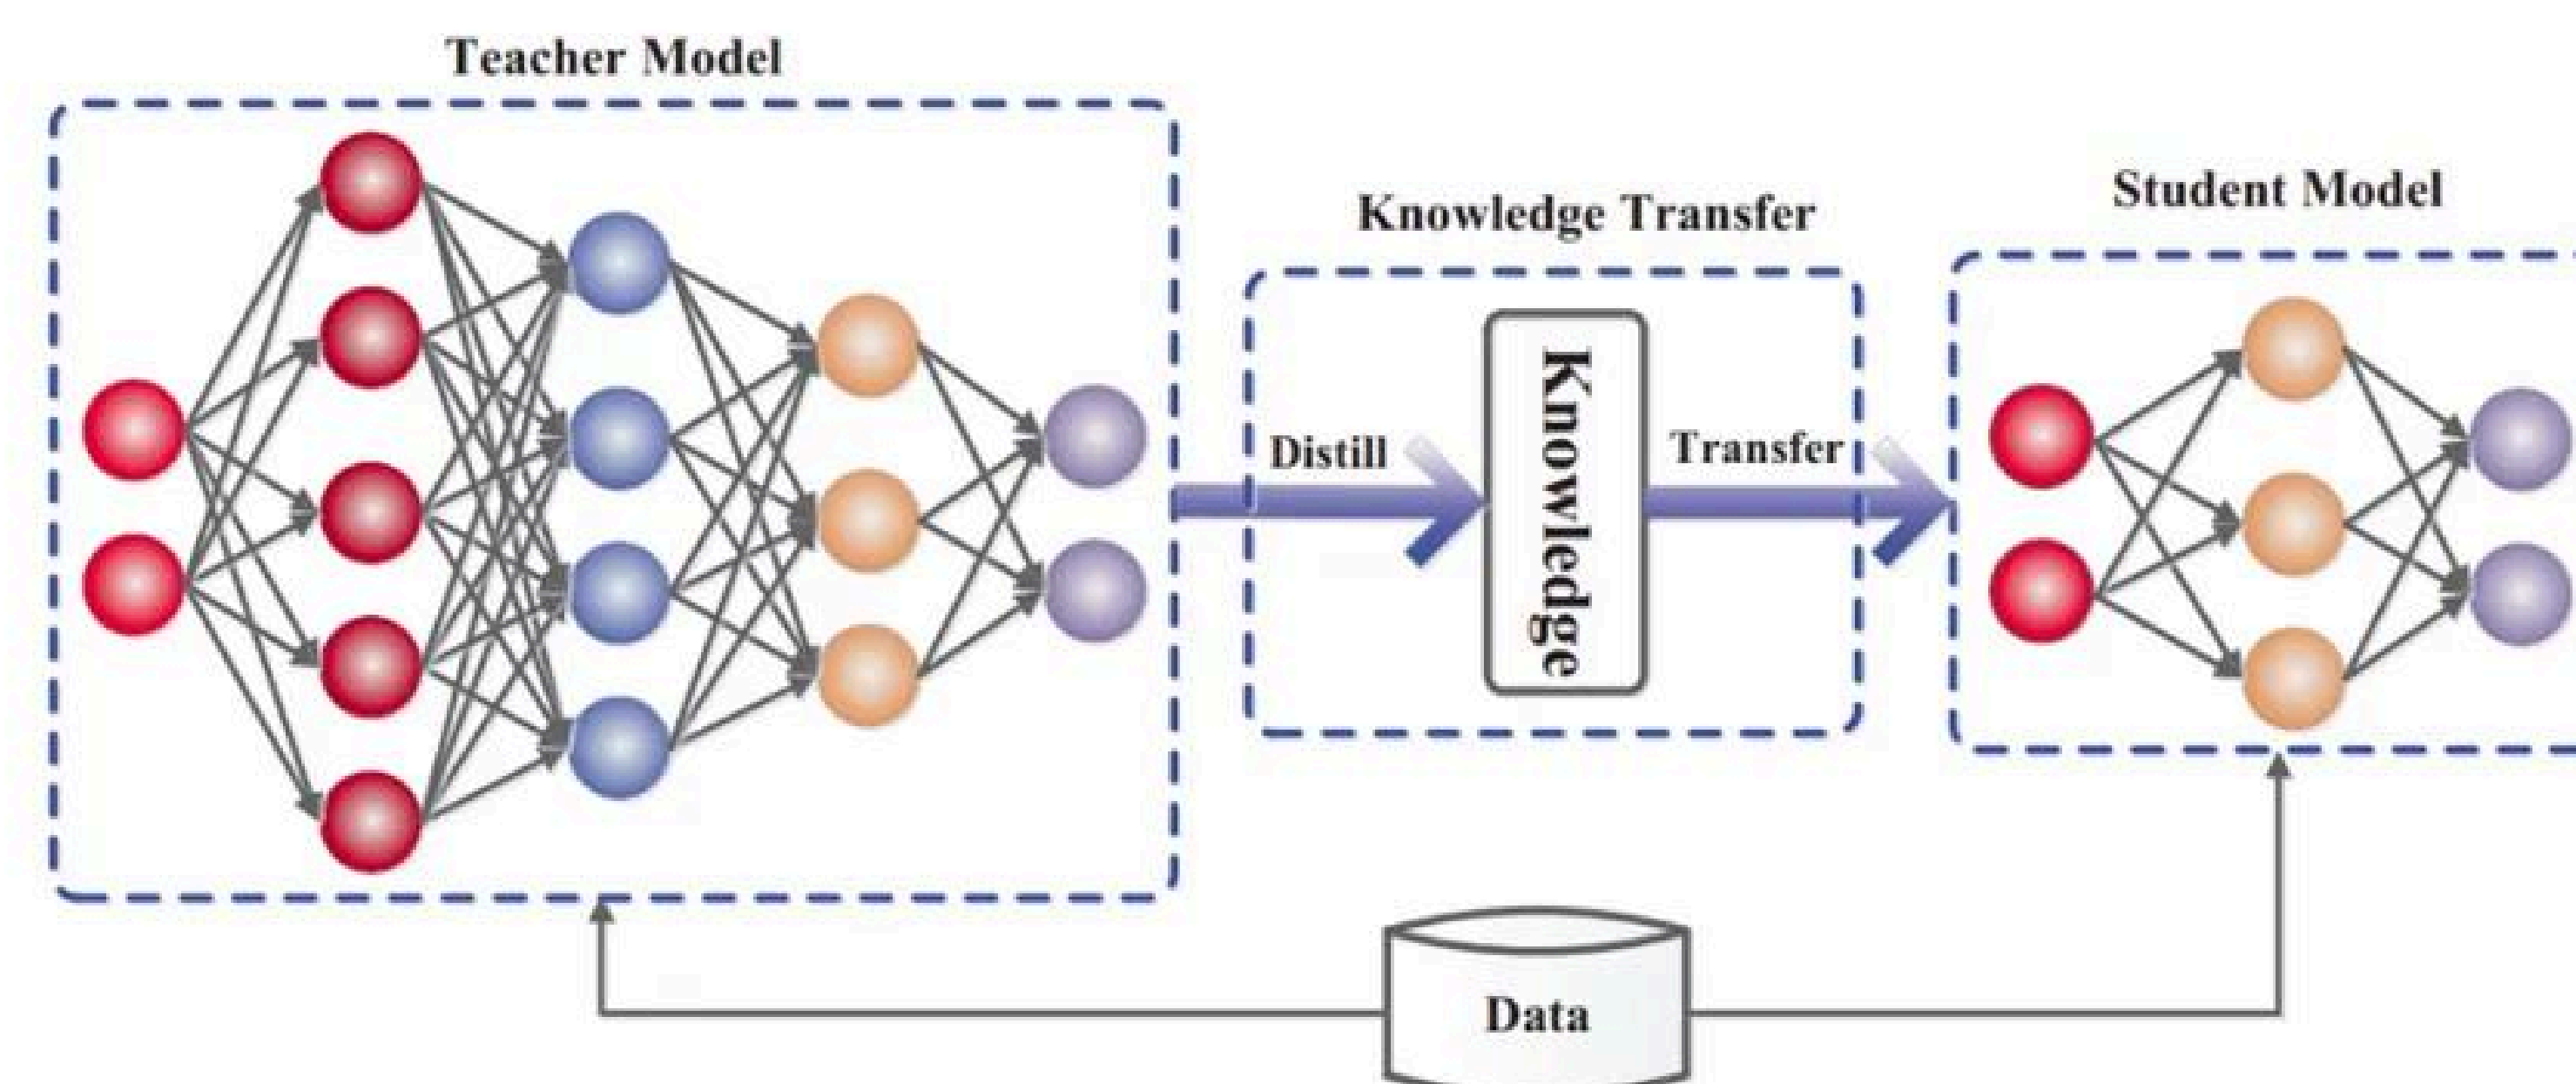 Teacher Model
Knowledge Transfer
Student Model
Distill
Knowledge
Transfer
Data